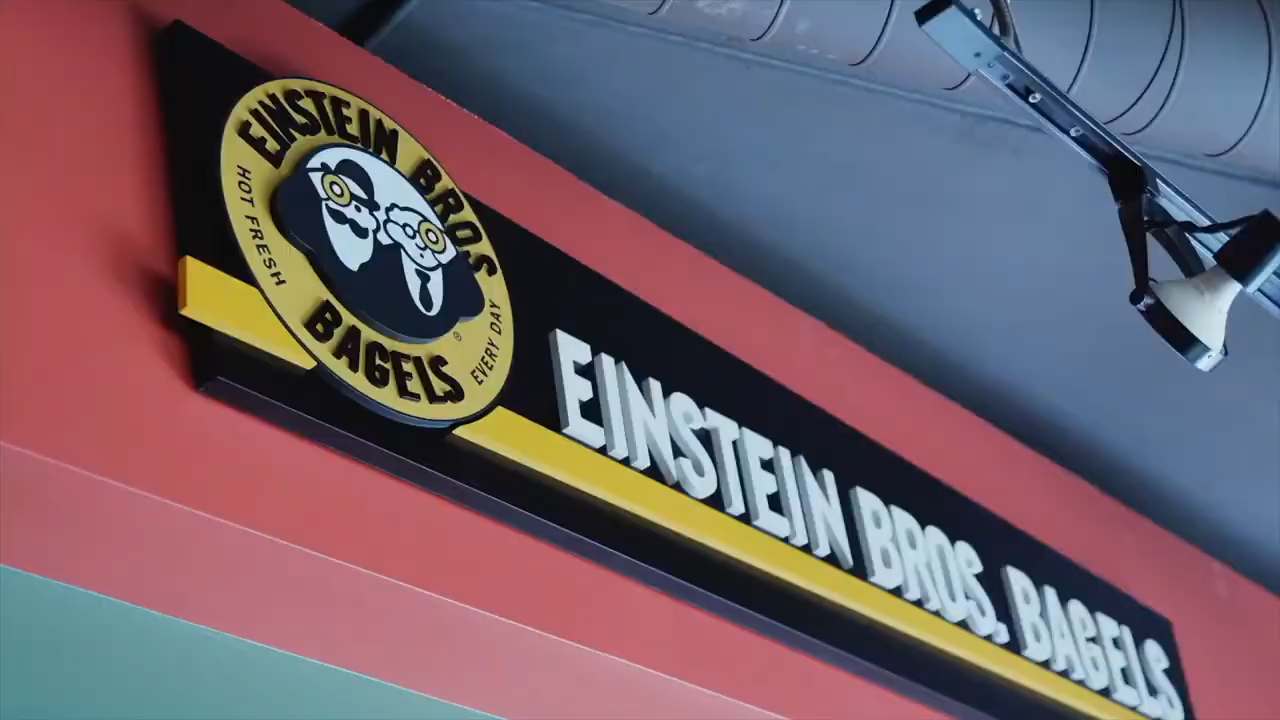 EINSTEIN BROS
HOT FRESH
BAGELS
®
EVERY DAY
EINSTEIN BROS. BAGELS